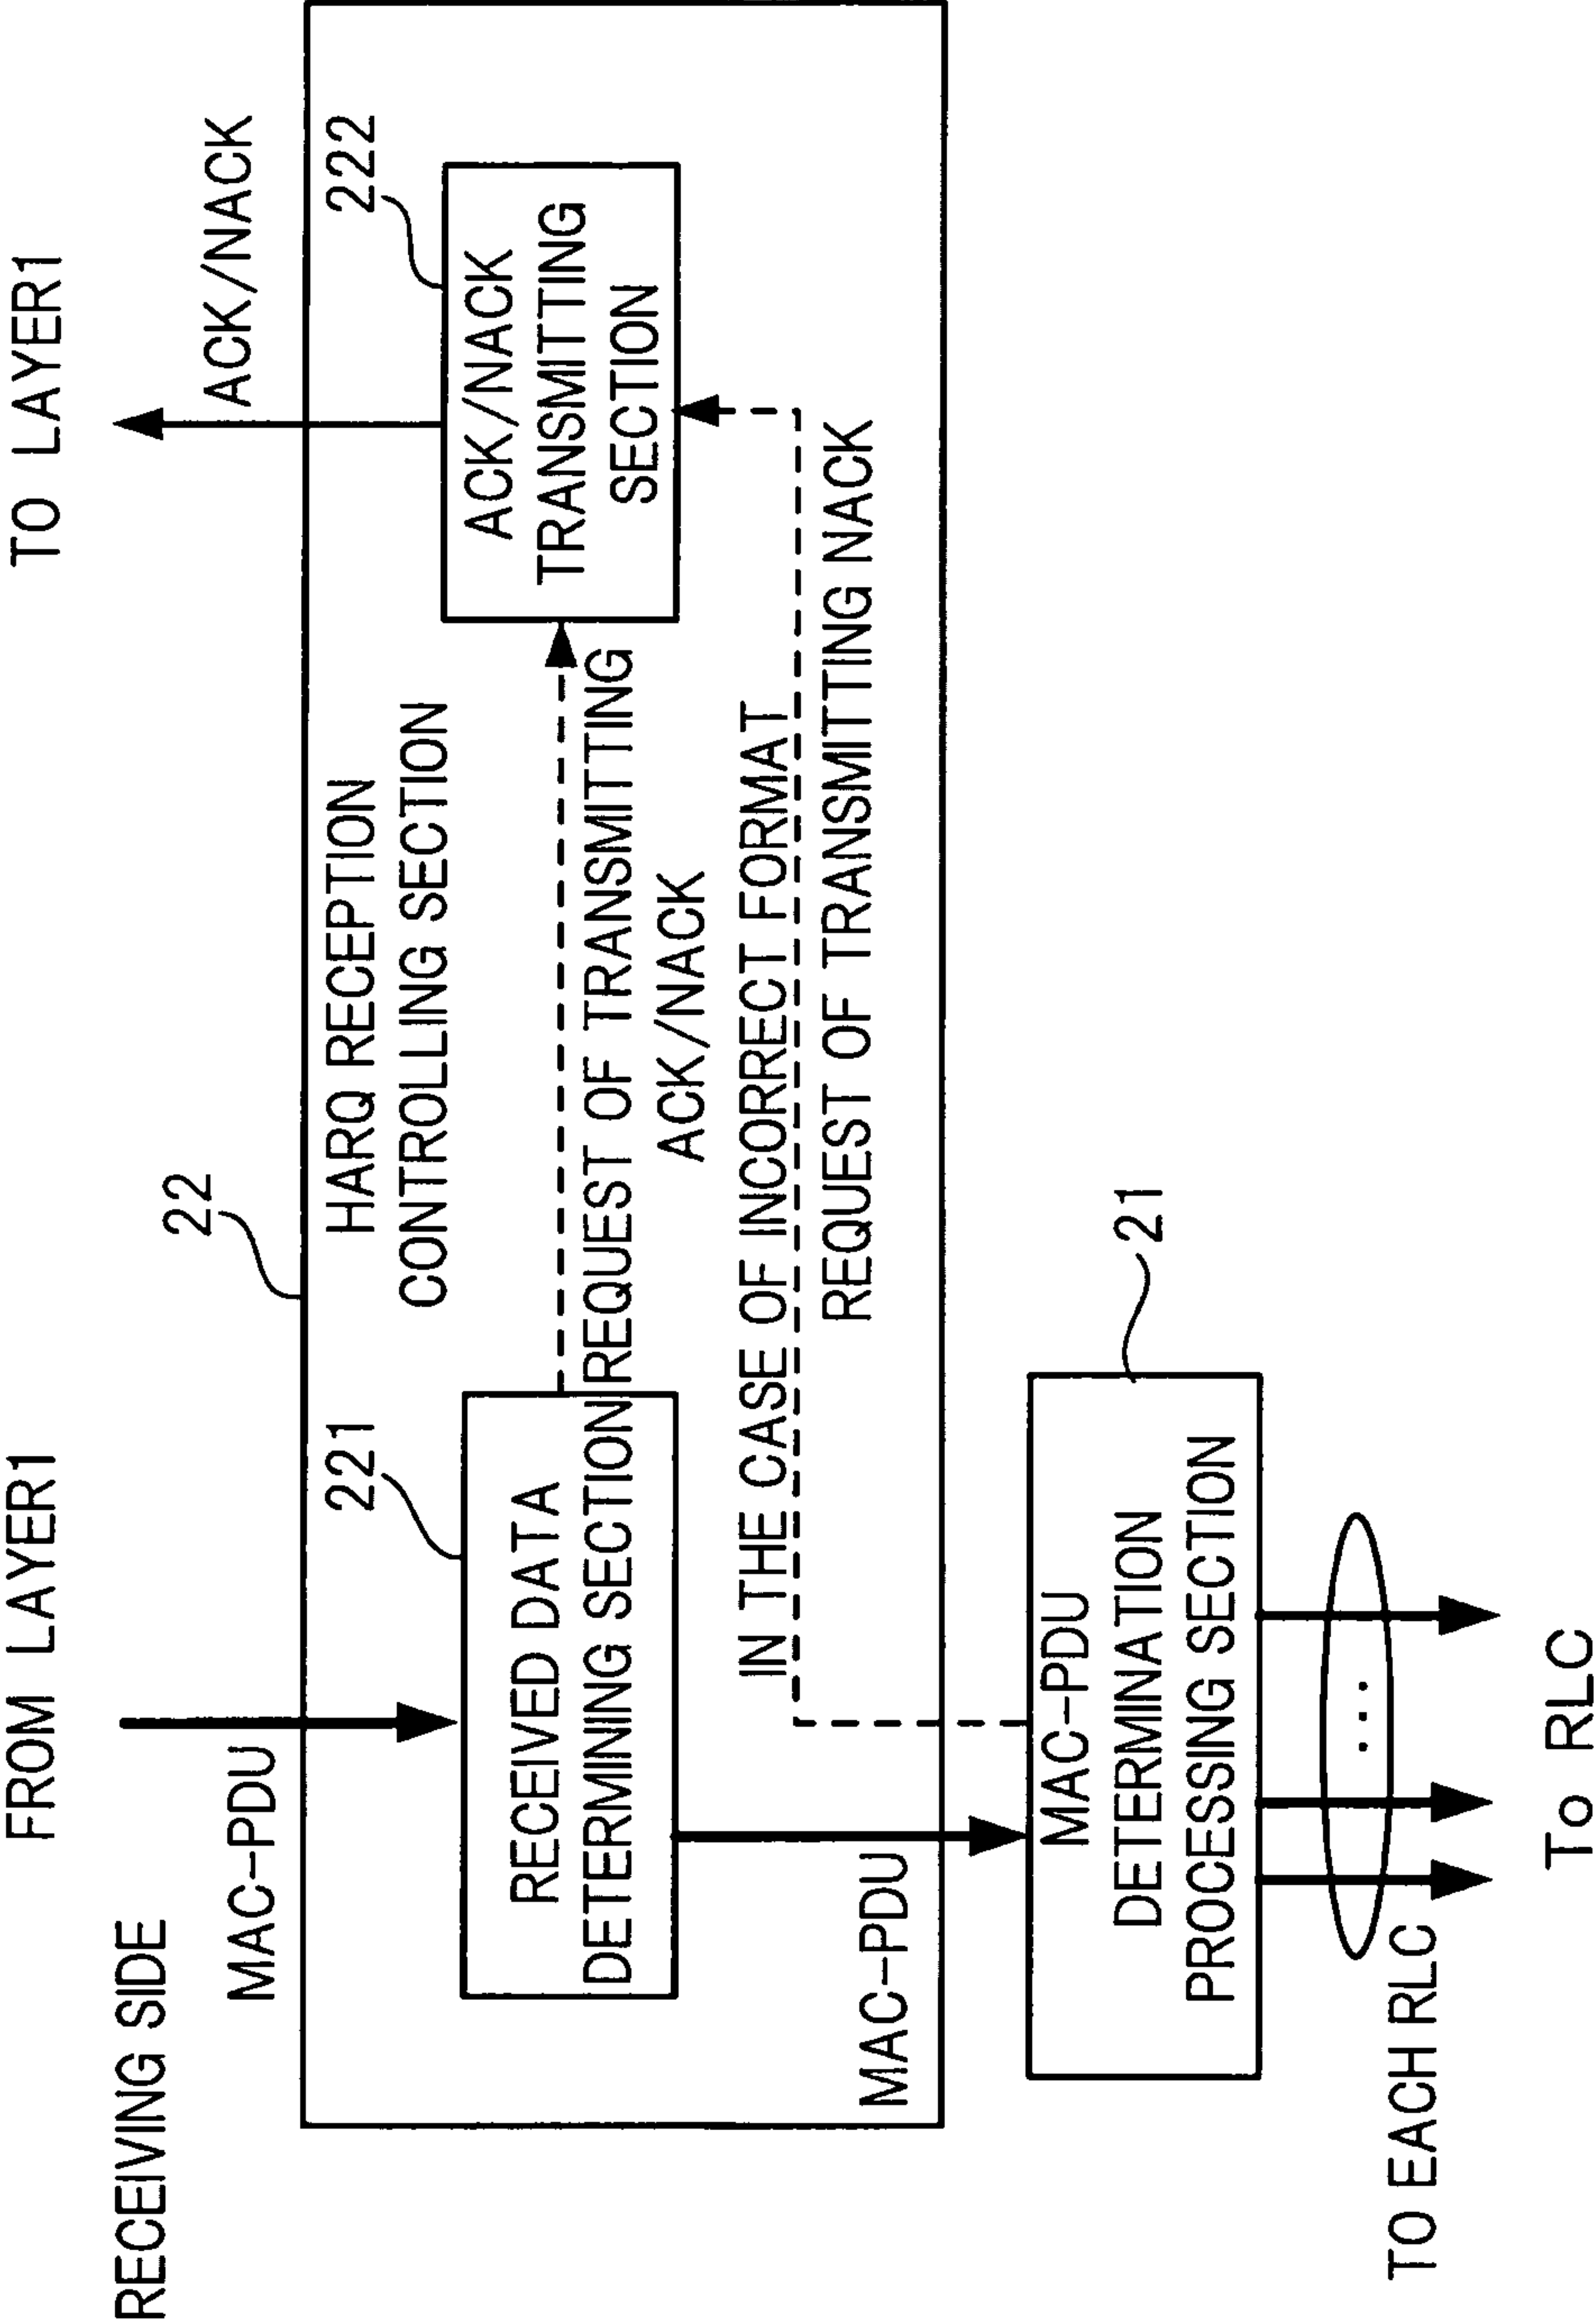 RECEIVING SIDE
FROM LAYER1
TO LAYER1
MAC-PDU
ACK/NACK
22
HARQ RECEPTION
CONTROLLING SECTION
221
RECEIVED DATA
DETERMINING SECTION
222
ACK/NACK
TRANSMITTING
SECTION
REQUEST OF TRANSMITTING
ACK/NACK
IN THE CASE OF INCORRECT FORMAT
REQUEST OF TRANSMITTING NACK
MAC-PDU
21
MAC-PDU
DETERMINATION
PROCESSING SECTION
...
TO EACH RLC
To RLC